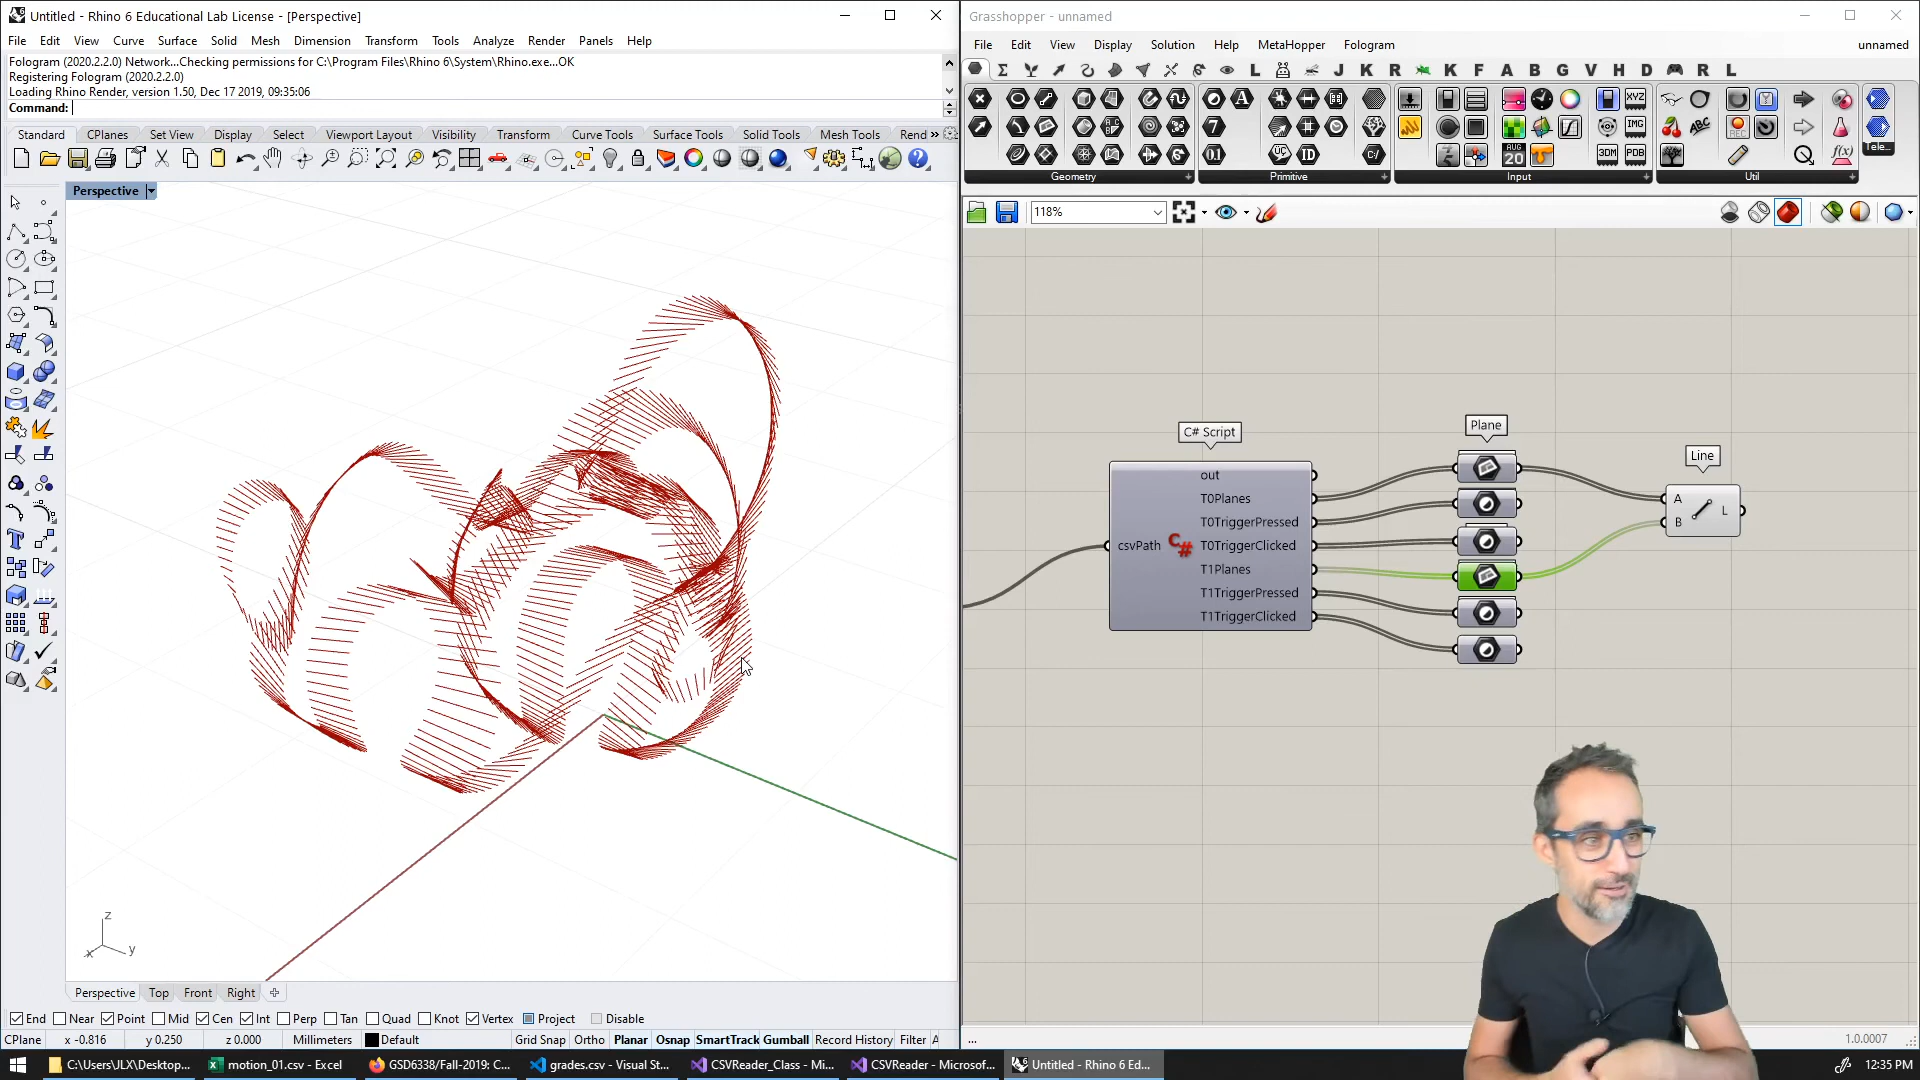 Untitled - Rhino 6 Educational Lab License - [Perspective]
File Edit View Curve Surface Solid Mesh Dimension Transform Tools Analyze Render Panels Help
Fologram (2020.2.2.0) Network...Checking permissions for C:\Program Files\Rhino 6\System\Rhino.exe...OK
Registering Fologram (2020.2.2.0)
Loading Rhino Render, version 1.50, Dec 17 2019, 09:35:06
Command:
Standard CPlanes Set View Display Select Viewport Layout Visibility Transform Curve Tools Surface Tools Solid Tools Mesh Tools Rend »
Perspective
z
x y
Perspective Top Front Right
End Near Point Mid Cen Int Perp Tan Quad Knot Vertex Project Disable
CPlane x -0.816 y 0.250 z 0.000 Millimeters Default Grid Snap Ortho Planar Osnap SmartTrack Gumball Record History Filter A
Grasshopper - unnamed
File Edit View Display Solution Help MetaHopper Fologram unnamed
L J K R K F A B G V H D R L
Geometry Primitive Input Util
Tele...
118%
C# Script
csvPath
C#
out
T0Planes
T0TriggerPressed
T0TriggerClicked
T1Planes
T1TriggerPressed
T1TriggerClicked
Plane
Line
A
B
L
... 1.0.0007
C:\Users\JLX\Desktop... motion_01.csv - Excel GSD6338/Fall-2019: C... grades.csv - Visual St... CSVReader_Class - Mi... CSVReader - Microsof... Untitled - Rhino 6 Ed... 12:35 PM